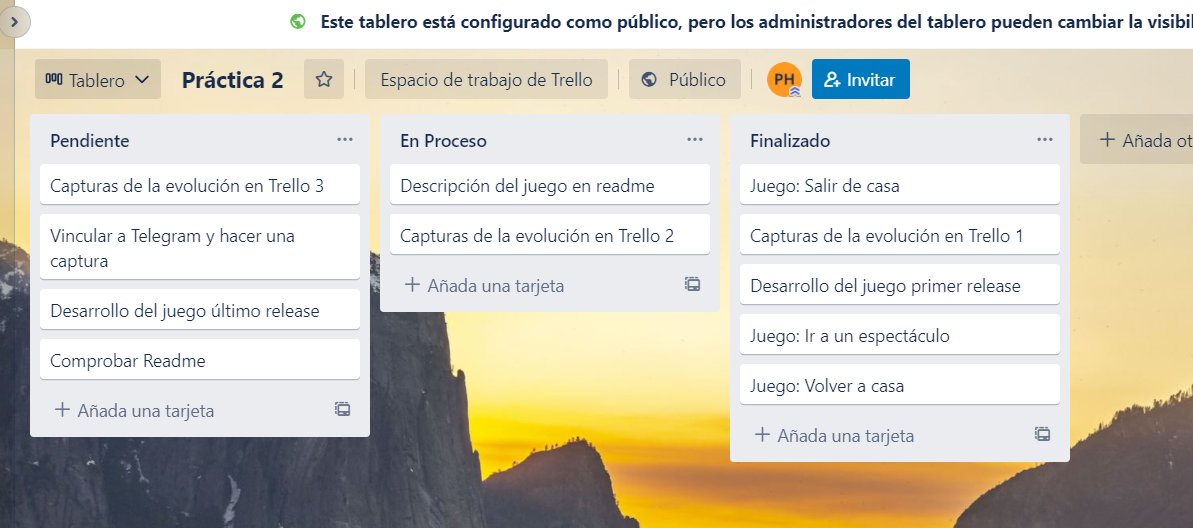 Este tablero está configurado como público, pero los administradores del tablero pueden cambiar la
Tablero
Práctica 2
Espacio de trabajo de Trello
Público
PH
Invitar
Pendiente
Capturas de la evolución en Trello 3
Vincular a Telegram y hacer una
captura
Desarrollo del juego último release
Comprobar Readme
+ Añada una tarjeta
En Proceso
Descripción del juego en readme
Capturas de la evolución en Trello 2
+ Añada una tarjeta
Finalizado
Juego: Salir de casa
Capturas de la evolución en Trello 1
Desarrollo del juego primer release
Juego: Ir a un espectáculo
Juego: Volver a casa
+ Añada una tarjeta
+ Añada